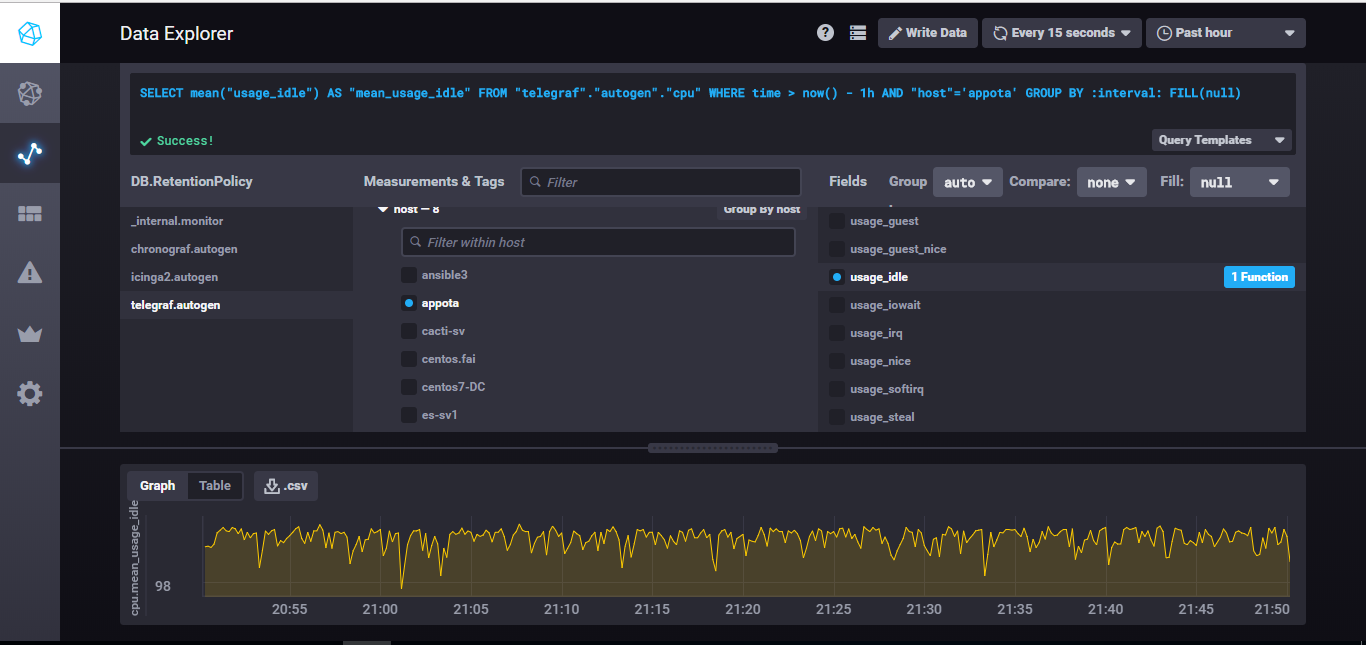 Data Explorer
? Write Data Every 15 seconds Past hour
SELECT mean("usage_idle") AS "mean_usage_idle" FROM "telegraf"."autogen"."cpu" WHERE time > now() - 1h AND "host"='appota' GROUP BY :interval: FILL(null)
Success!
Query Templates
DB.RetentionPolicy
_internal.monitor
chronograf.autogen
icinga2.autogen
telegraf.autogen
Measurements & Tags Filter
host — 8 Group By host
Filter within host
ansible3
appota
cacti-sv
centos.fai
centos7-DC
es-sv1
Fields Group auto Compare: none Fill: null
usage_guest
usage_guest_nice
usage_idle 1 Function
usage_iowait
usage_irq
usage_nice
usage_softirq
usage_steal
Graph Table .csv
cpu.mean_usage_idle
98
20:55 21:00 21:05 21:10 21:15 21:20 21:25 21:30 21:35 21:40 21:45 21:50